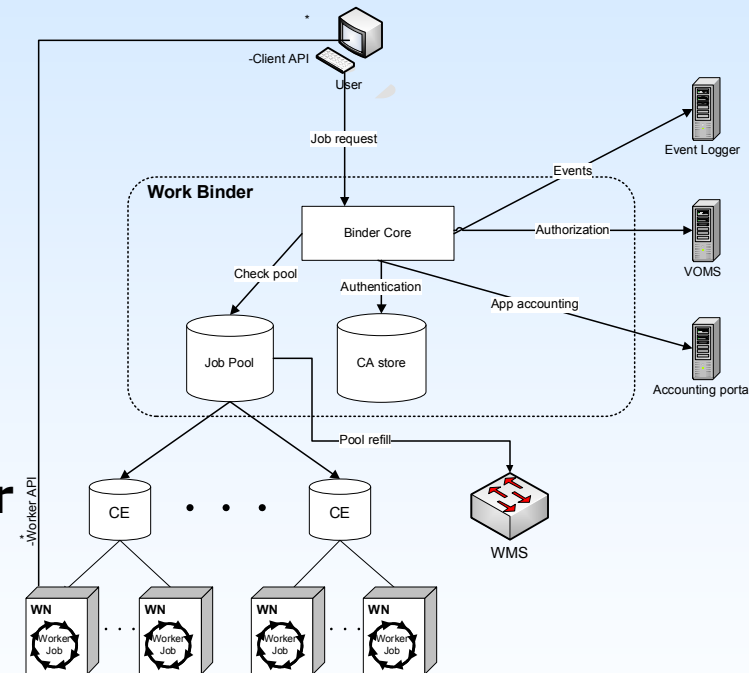 *
-Client API
User
Job request
Event Logger
Events
Work Binder
Binder Core
Authorization
VOMS
Check pool
Authentication
App accounting
Job Pool
CA store
Accounting porta
Pool refill
r
*
-Worker API
CE
. . .
CE
WMS
WN
WN
WN
WN
Worker
Job
. . .
Worker
Job
Worker
Job
. . .
Worker
Job